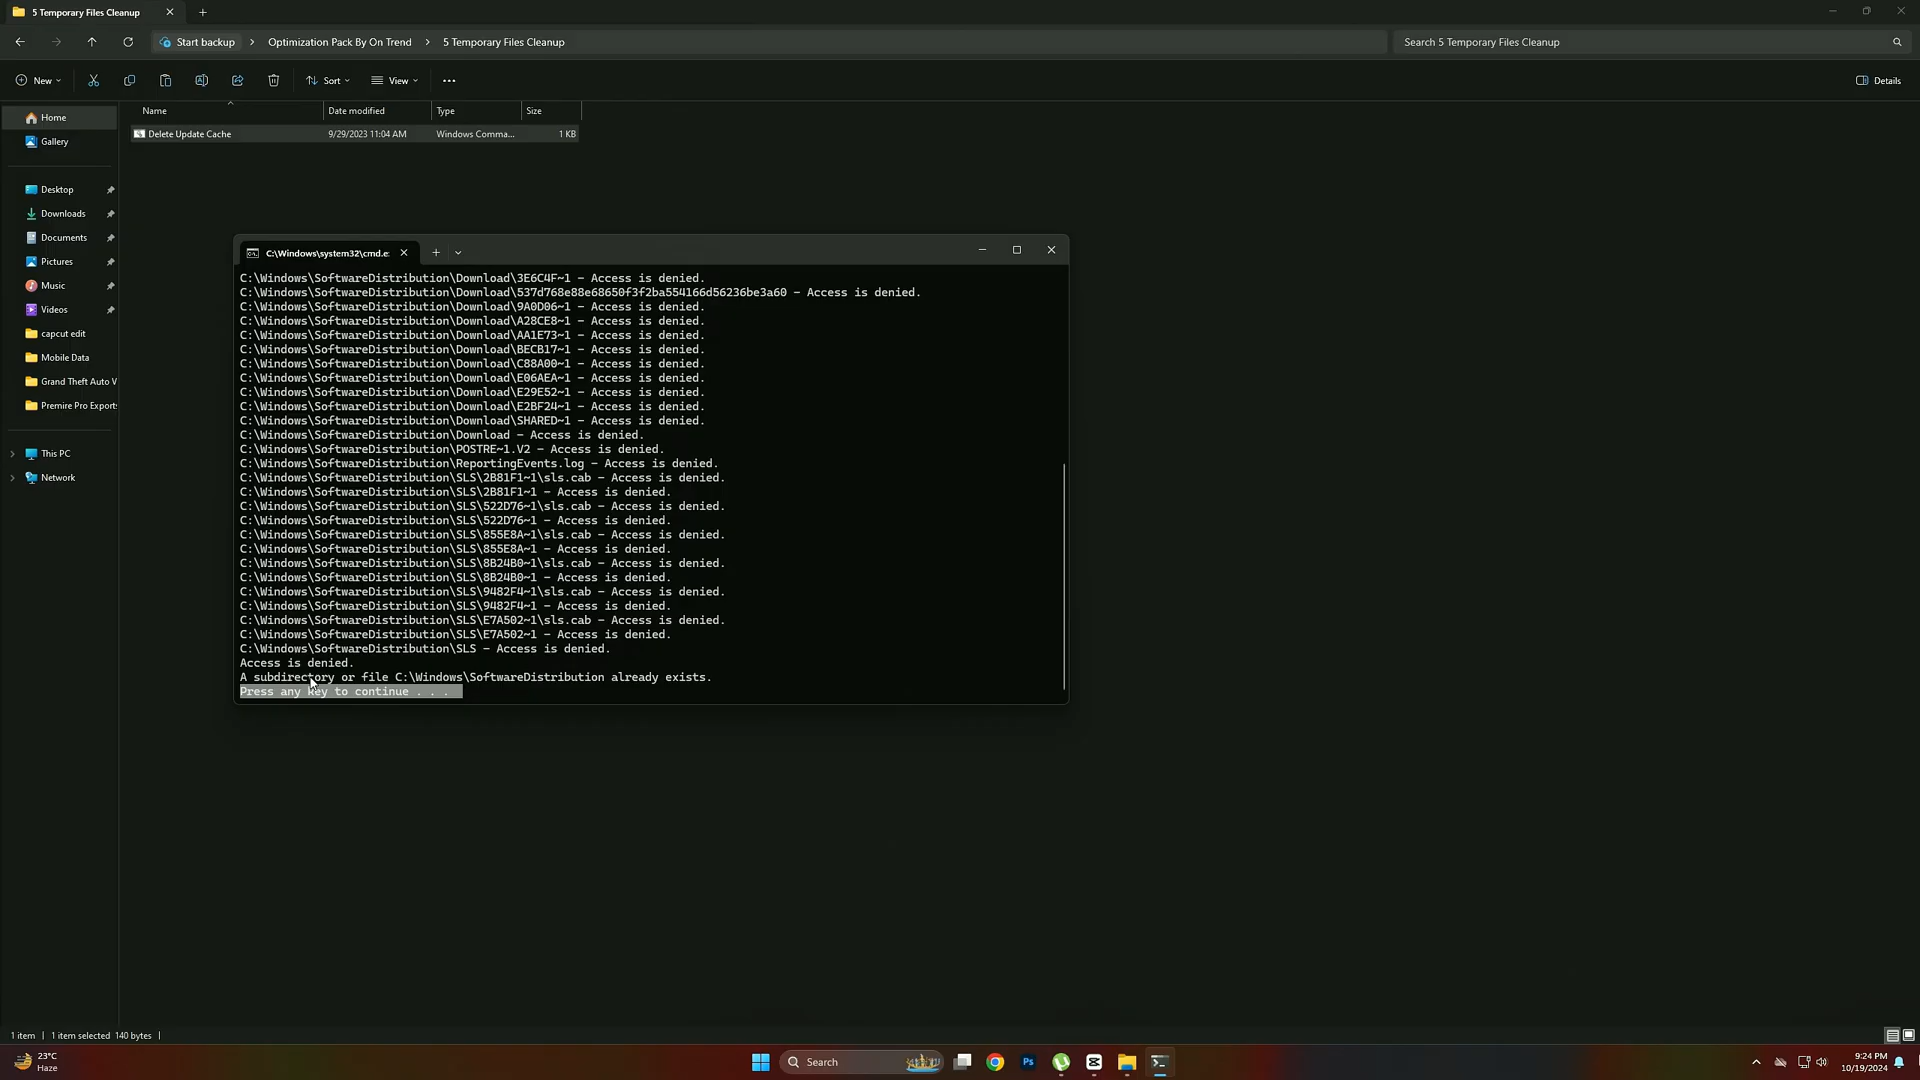 5 Temporary Files Cleanup
Start backup > Optimization Pack By On Trend > 5 Temporary Files Cleanup
Search 5 Temporary Files Cleanup
New
Sort
View
Details
Name
Date modified
Type
Size
Delete Update Cache
9/29/2023 11:04 AM
Windows Comma...
1 KB
Home
Gallery
Desktop
Downloads
Documents
Pictures
Music
Videos
capcut edit
Mobile Data
Grand Theft Auto V
Premire Pro Exports
This PC
Network
C:\Windows\system32\cmd.e:
C:\Windows\SoftwareDistribution\Download\3E6C4F~1 - Access is denied.
C:\Windows\SoftwareDistribution\Download\537d768e88e68650f3f2ba554166d56236be3a60 - Access is denied.
C:\Windows\SoftwareDistribution\Download\9A0D06~1 - Access is denied.
C:\Windows\SoftwareDistribution\Download\A28CE8~1 - Access is denied.
C:\Windows\SoftwareDistribution\Download\AA1E73~1 - Access is denied.
C:\Windows\SoftwareDistribution\Download\BECB17~1 - Access is denied.
C:\Windows\SoftwareDistribution\Download\C88A00~1 - Access is denied.
C:\Windows\SoftwareDistribution\Download\E06AEA~1 - Access is denied.
C:\Windows\SoftwareDistribution\Download\E29E52~1 - Access is denied.
C:\Windows\SoftwareDistribution\Download\E2BF24~1 - Access is denied.
C:\Windows\SoftwareDistribution\Download\SHARED~1 - Access is denied.
C:\Windows\SoftwareDistribution\Download - Access is denied.
C:\Windows\SoftwareDistribution\POSTRE~1.V2 - Access is denied.
C:\Windows\SoftwareDistribution\ReportingEvents.log - Access is denied.
C:\Windows\SoftwareDistribution\SLS\2B81F1~1\sls.cab - Access is denied.
C:\Windows\SoftwareDistribution\SLS\2B81F1~1 - Access is denied.
C:\Windows\SoftwareDistribution\SLS\522D76~1\sls.cab - Access is denied.
C:\Windows\SoftwareDistribution\SLS\522D76~1 - Access is denied.
C:\Windows\SoftwareDistribution\SLS\855E8A~1\sls.cab - Access is denied.
C:\Windows\SoftwareDistribution\SLS\855E8A~1 - Access is denied.
C:\Windows\SoftwareDistribution\SLS\8B24B0~1\sls.cab - Access is denied.
C:\Windows\SoftwareDistribution\SLS\8B24B0~1 - Access is denied.
C:\Windows\SoftwareDistribution\SLS\9482F4~1\sls.cab - Access is denied.
C:\Windows\SoftwareDistribution\SLS\9482F4~1 - Access is denied.
C:\Windows\SoftwareDistribution\SLS\E7A502~1\sls.cab - Access is denied.
C:\Windows\SoftwareDistribution\SLS\E7A502~1 - Access is denied.
C:\Windows\SoftwareDistribution\SLS - Access is denied.
Access is denied.
A subdirectory or file C:\Windows\SoftwareDistribution already exists.
Press any key to continue . . .
1 item | 1 item selected 140 bytes |
23°C
Haze
Search
Ps
9:24 PM
10/19/2024